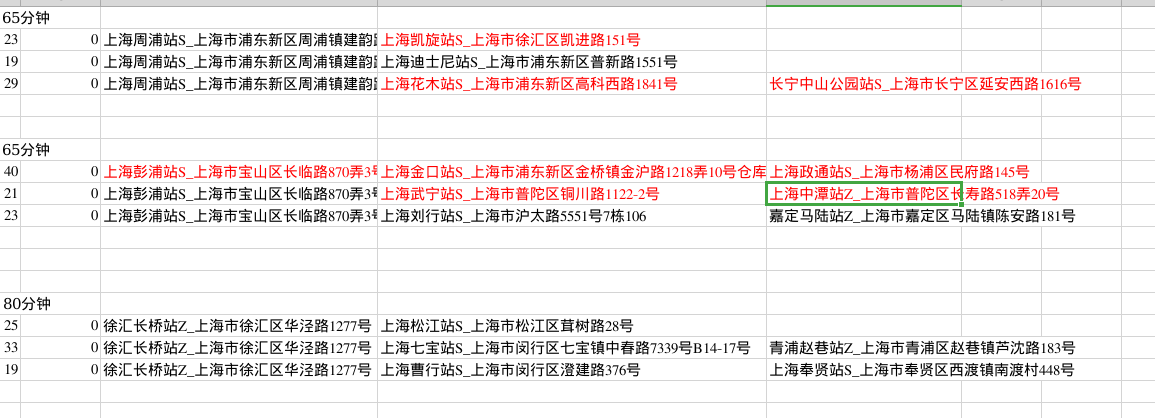 65分钟
23 0 上海周浦站S_上海市浦东新区周浦镇建韵 上海凯旋站S_上海市徐汇区凯进路151号
19 0 上海周浦站S_上海市浦东新区周浦镇建韵 上海迪士尼站S_上海市浦东新区普新路1551号
29 0 上海周浦站S_上海市浦东新区周浦镇建韵 上海花木站S_上海市浦东新区高科西路1841号 长宁中山公园站S_上海市长宁区延安西路1616号
65分钟
40 0 上海彭浦站S_上海市宝山区长临路870弄3号 上海金口站S_上海市浦东新区金桥镇金沪路1218弄10号仓库 上海政通站S_上海市杨浦区民府路145号
21 0 上海彭浦站S_上海市宝山区长临路870弄3号 上海武宁站S_上海市普陀区铜川路1122-2号 上海中潭站Z_上海市普陀区长寿路518弄20号
23 0 上海彭浦站S_上海市宝山区长临路870弄3号 上海刘行站S_上海市沪太路5551号7栋106 嘉定马陆站Z_上海市嘉定区马陆镇陈安路181号
80分钟
25 0 徐汇长桥站Z_上海市徐汇区华泾路1277号 上海松江站S_上海市松江区茸树路28号
33 0 徐汇长桥站Z_上海市徐汇区华泾路1277号 上海七宝站S_上海市闵行区七宝镇中春路7339号B14-17号 青浦赵巷站Z_上海市青浦区赵巷镇芦沈路183号
19 0 徐汇长桥站Z_上海市徐汇区华泾路1277号 上海曹行站S_上海市闵行区澄建路376号 上海奉贤站S_上海市奉贤区西渡镇南渡村448号